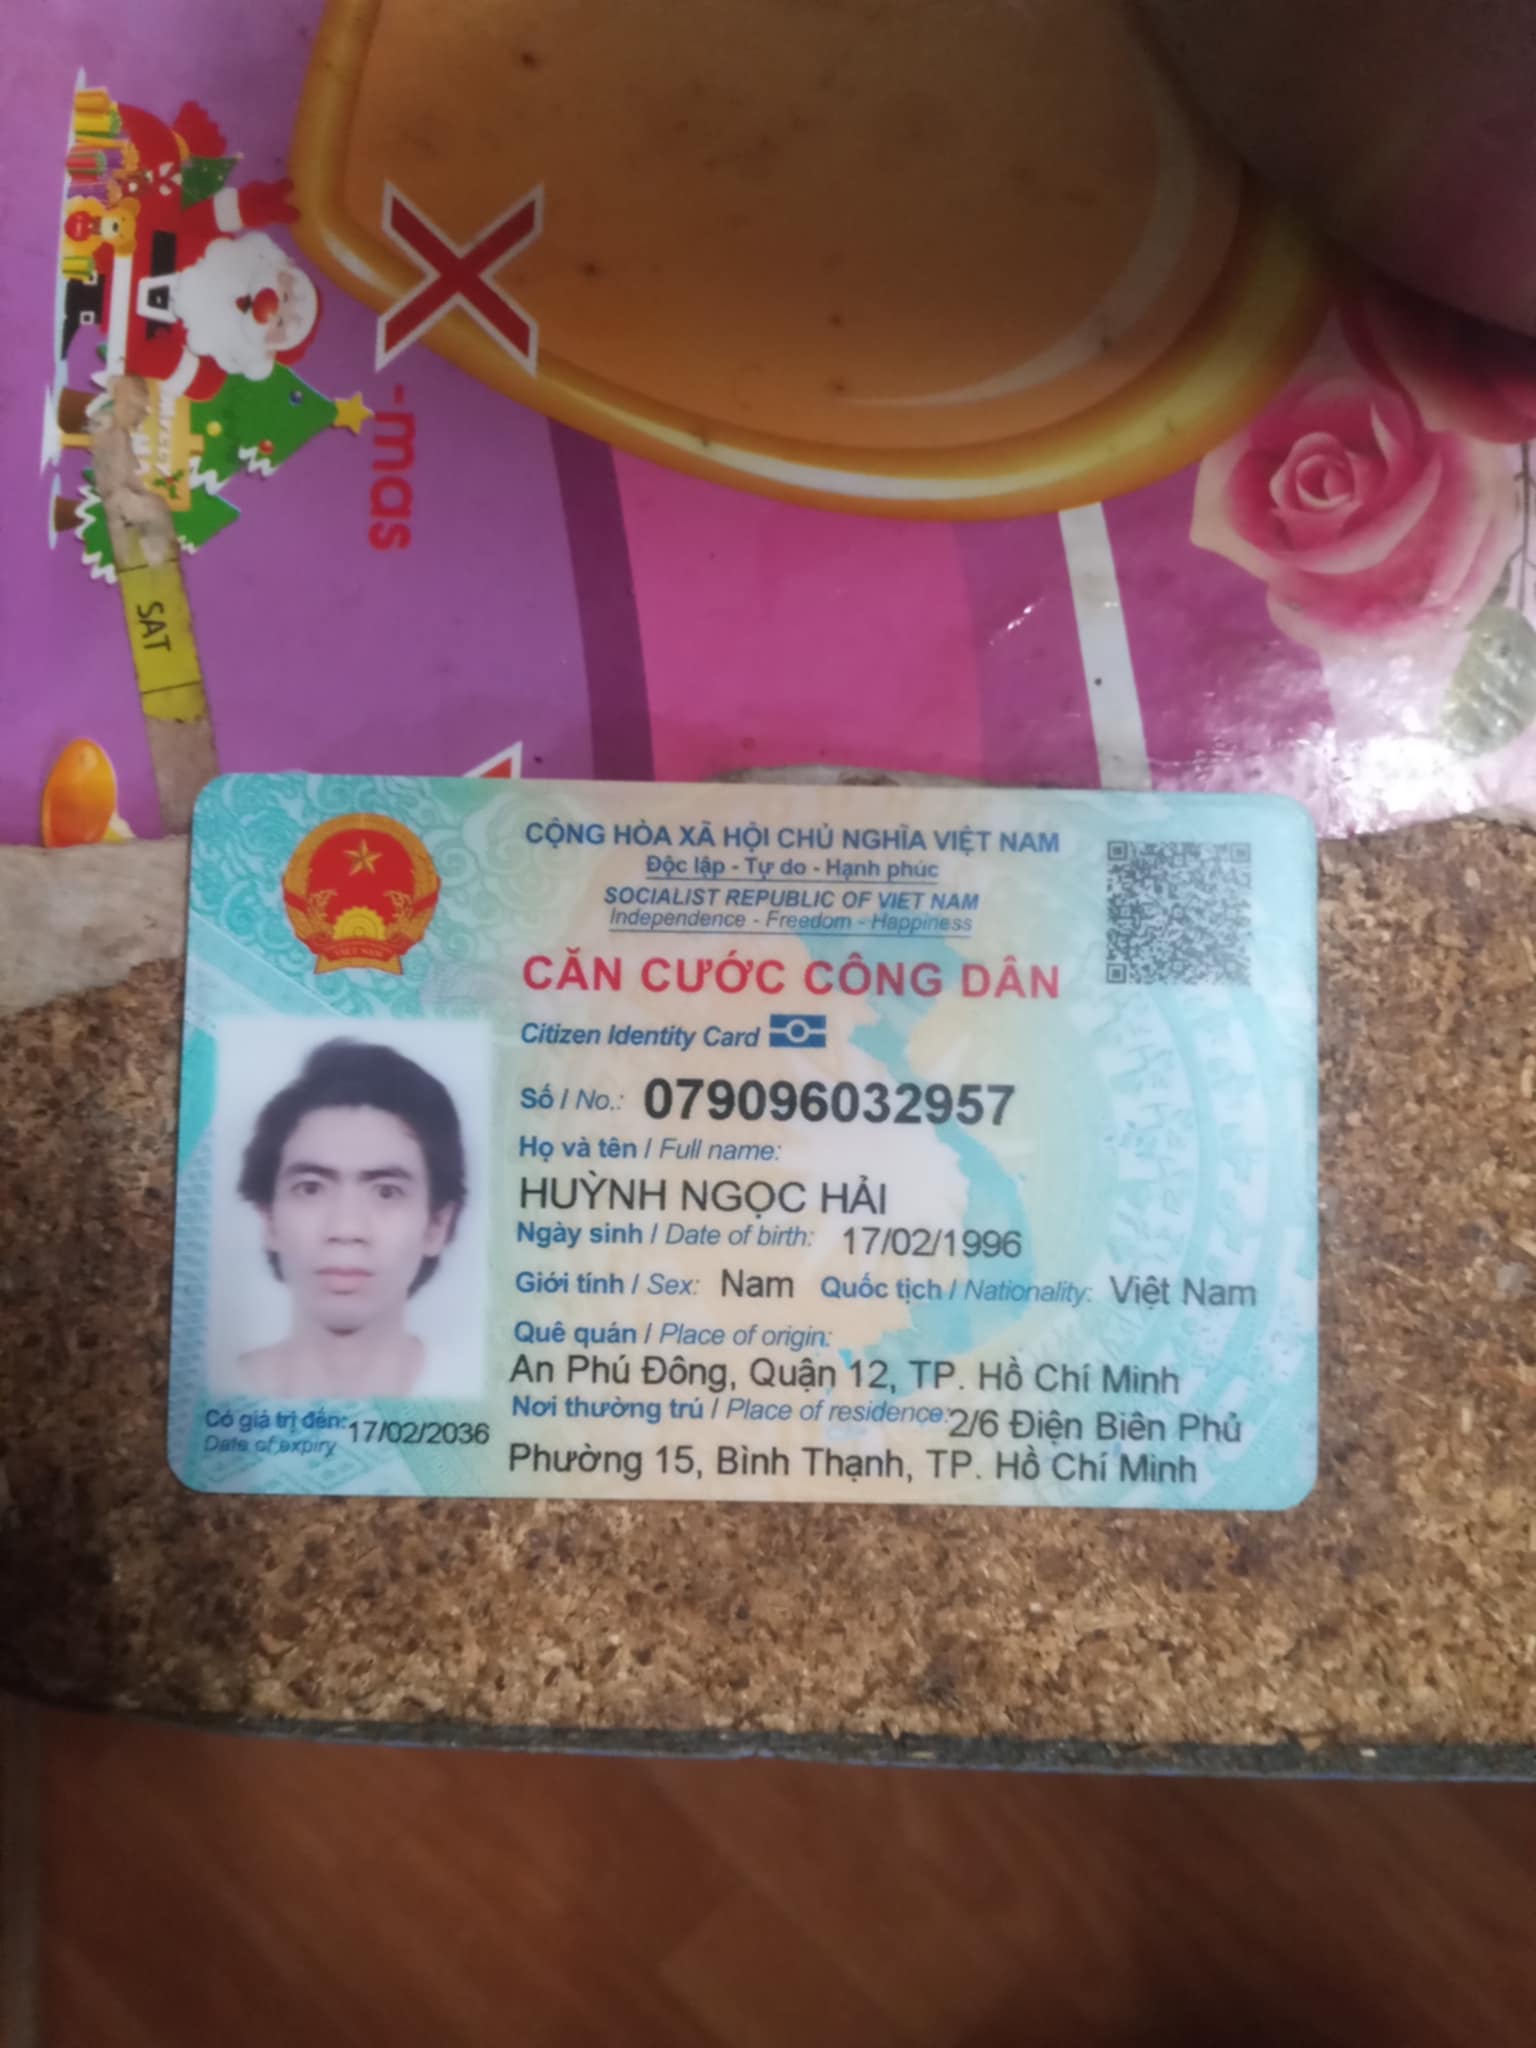 X
-mas
SAT
CỘNG HÒA XÃ HỘI CHỦ NGHĨA VIỆT NAM
Độc lập - Tự do - Hạnh phúc
SOCIALIST REPUBLIC OF VIET NAM
Independence - Freedom - Happiness
CĂN CƯỚC CÔNG DÂN
Citizen Identity Card
Số / No.: 079096032957
Họ và tên / Full name:
HUỲNH NGỌC HẢI
Ngày sinh / Date of birth: 17/02/1996
Giới tính / Sex: Nam Quốc tịch / Nationality: Việt Nam
Quê quán / Place of origin:
An Phú Đông, Quận 12, TP. Hồ Chí Minh
Nơi thường trú / Place of residence: 2/6 Điện Biên Phủ
Phường 15, Bình Thạnh, TP. Hồ Chí Minh
Có giá trị đến: 17/02/2036
Date of expiry
VIET NAM